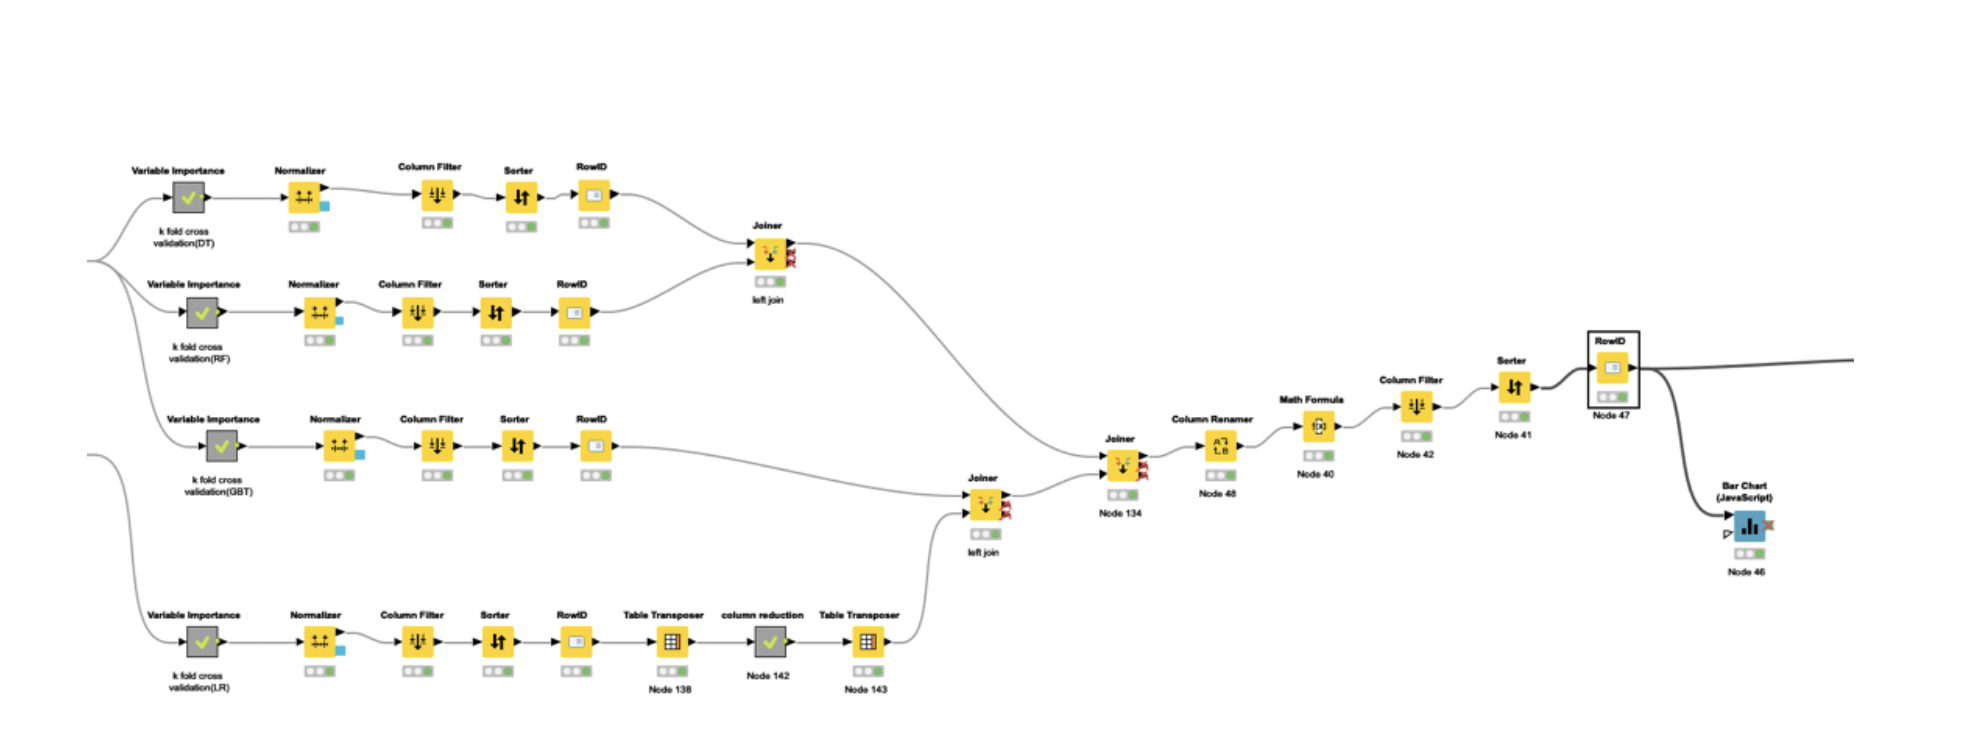 Variable Importance
k fold cross
validation(DT)
Normalizer
Column Filter
Sorter
RowID
Variable Importance
k fold cross
validation(RF)
Normalizer
Column Filter
Sorter
RowID
Joiner
left join
Variable Importance
k fold cross
validation(GBT)
Normalizer
Column Filter
Sorter
RowID
Variable Importance
k fold cross
validation(LR)
Normalizer
Column Filter
Sorter
RowID
Table Transposer
Node 138
column reduction
Node 142
Table Transposer
Node 143
Joiner
left join
Joiner
Node 134
Column Renamer
Node 48
Math Formula
Node 40
Column Filter
Node 42
Sorter
Node 41
RowID
Node 47
Bar Chart
(JavaScript)
Node 46